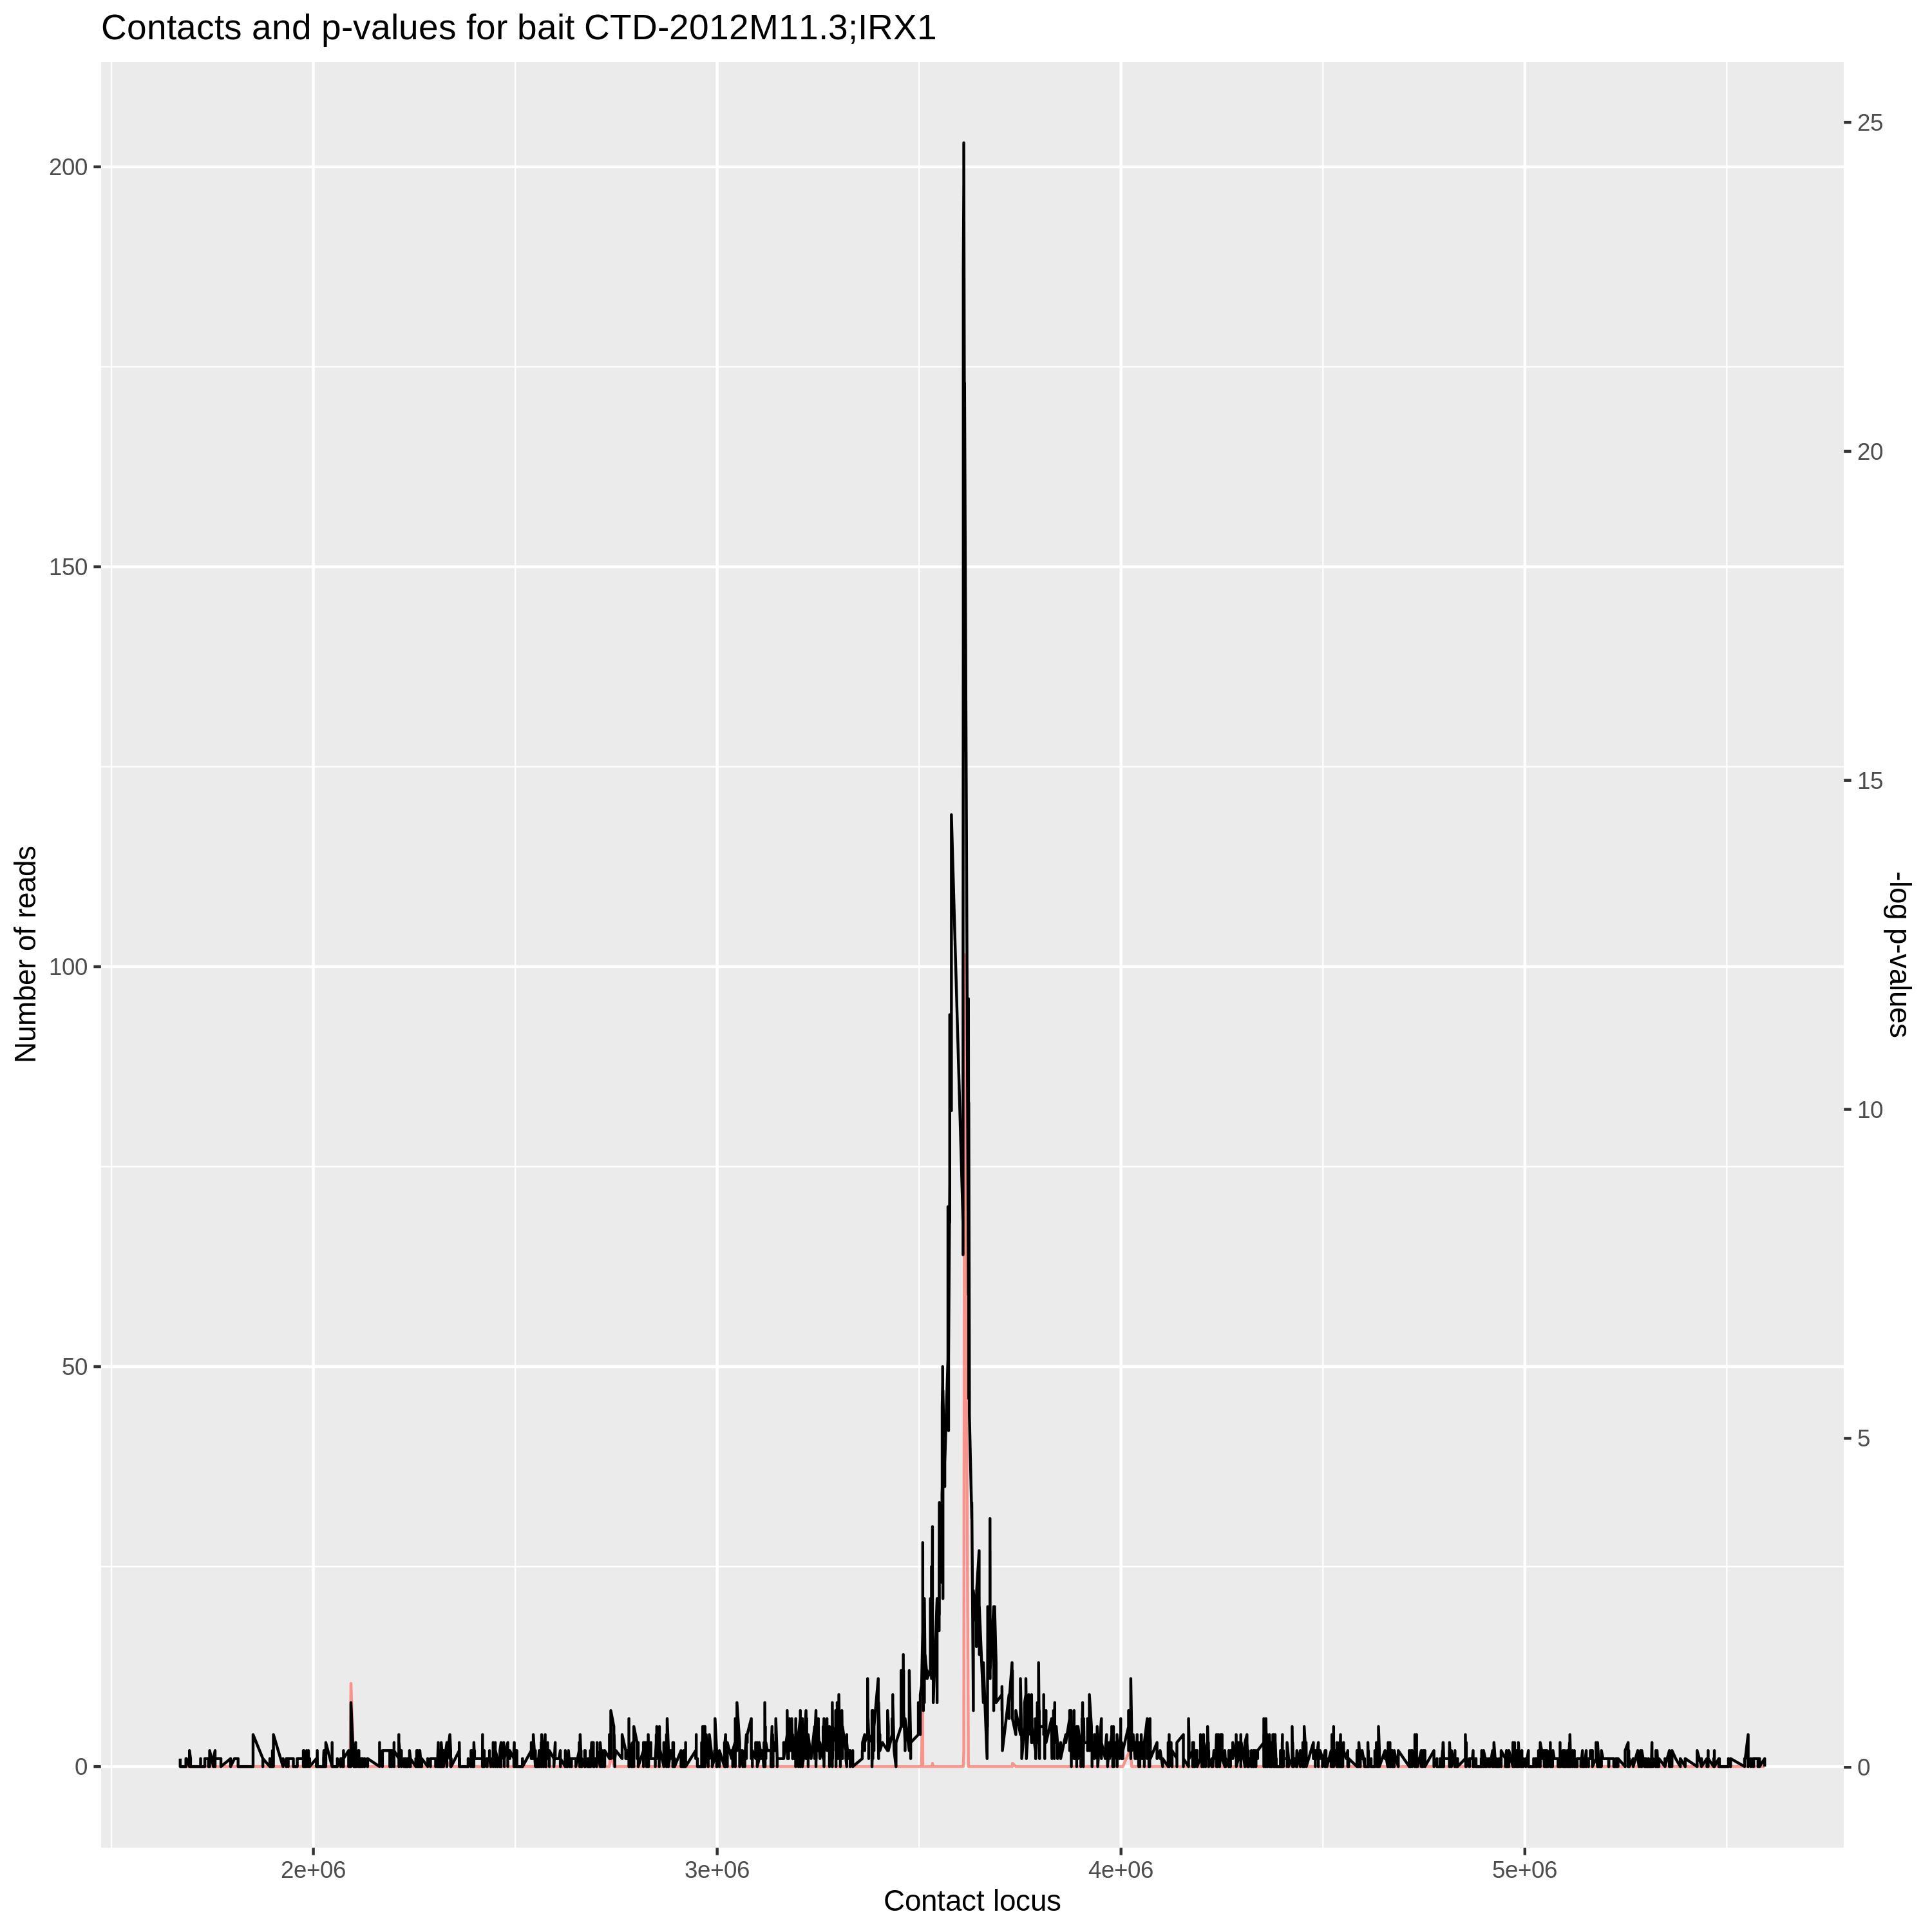 Contacts and p-values for bait CTD-2012M11.3;IRX1
200
150
100
50
0
Number of reads
25
20
15
10
5
0
-log p-values
2e+06
3e+06
4e+06
5e+06
Contact locus